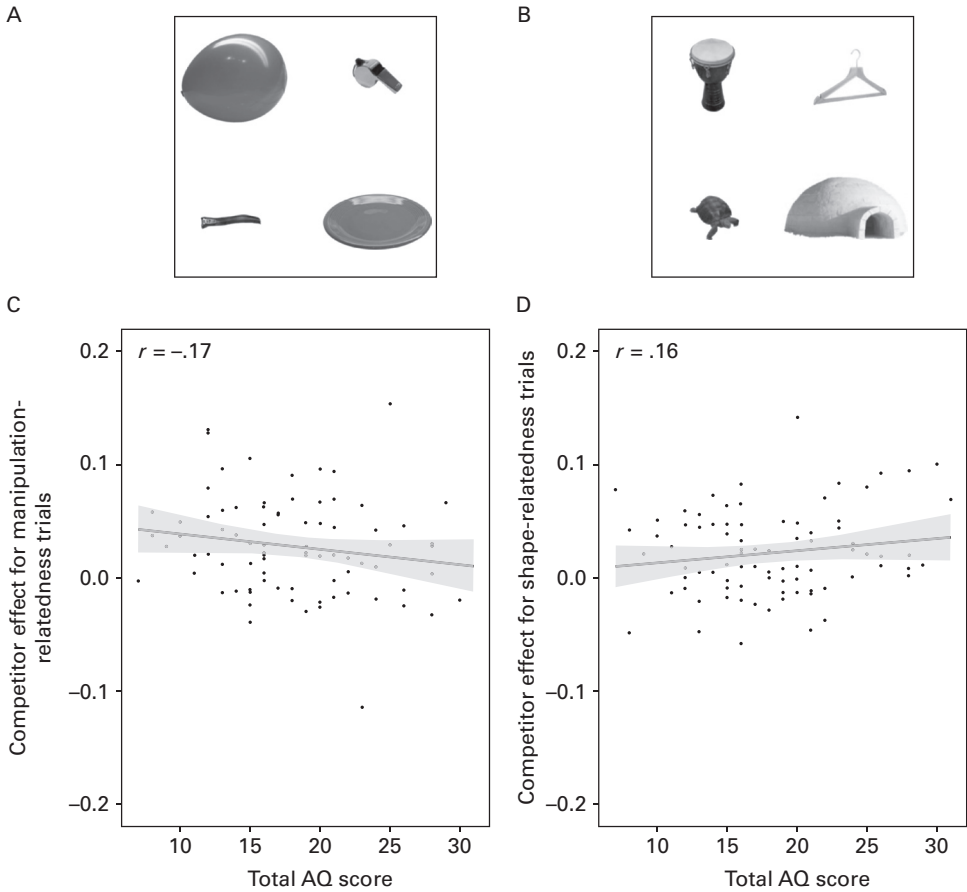 A
B
C
D
r = –.17
r = .16
Competitor effect for manipulation-
relatedness trials
0.2
0.1
0.0
–0.1
–0.2
10 15 20 25 30
Total AQ score
Competitor effect for shape-relatedness trials
0.2
0.1
0.0
–0.1
–0.2
10 15 20 25 30
Total AQ score